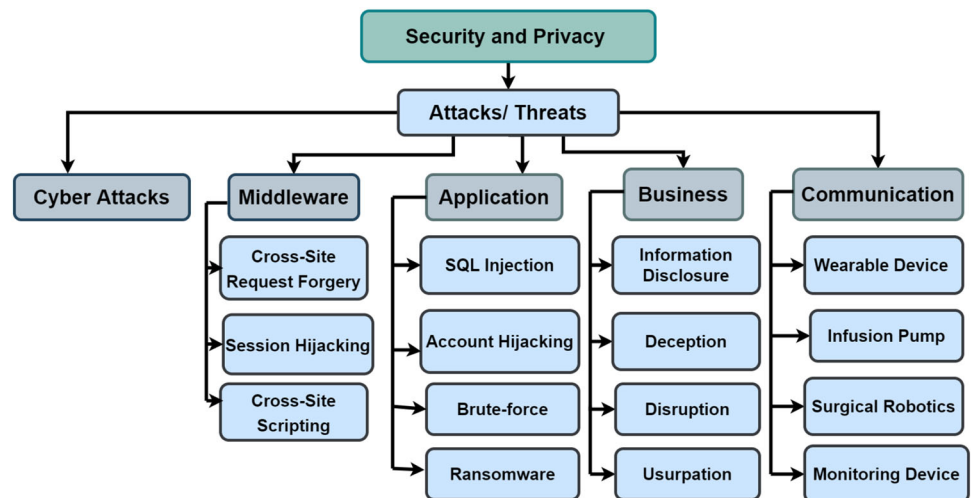 Security and Privacy
Attacks/ Threats
Cyber Attacks
Middleware
Application
Business
Communication
Cross-Site
Request Forgery
SQL Injection
Information
Disclosure
Wearable Device
Session Hijacking
Account Hijacking
Deception
Infusion Pump
Cross-Site
Scripting
Brute-force
Disruption
Surgical Robotics
Ransomware
Usurpation
Monitoring Device